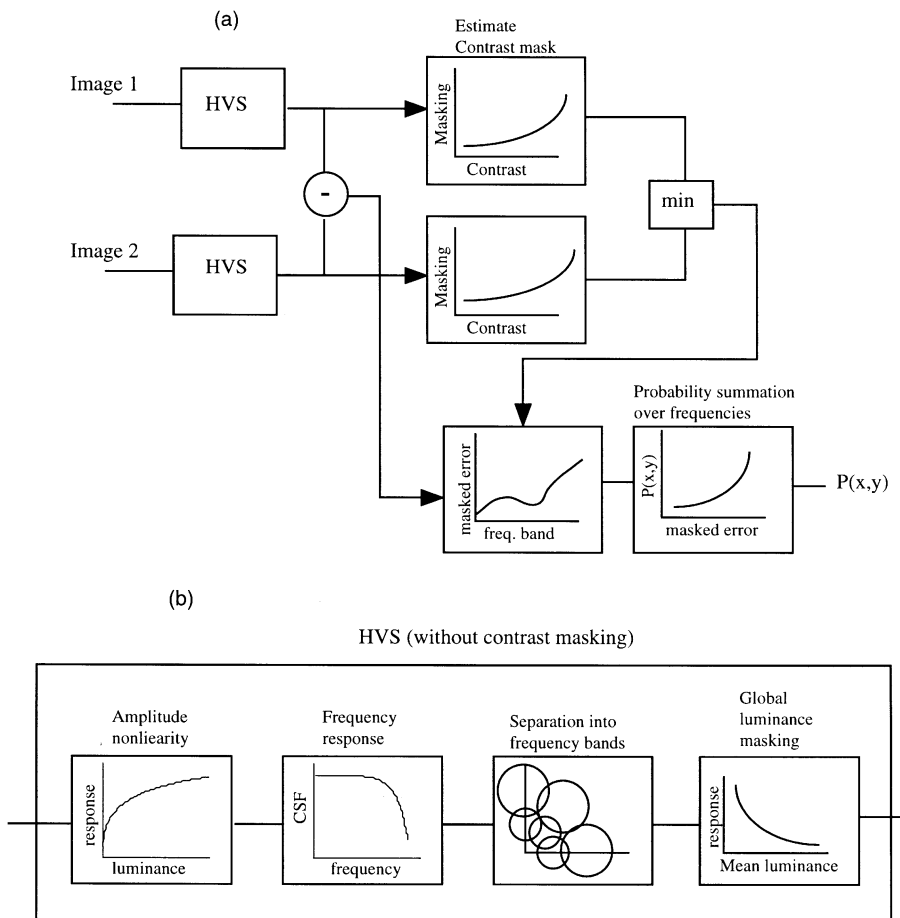 (a)
Estimate
Contrast mask
Image 1
HVS
Masking
Contrast
min
-
Image 2
HVS
Masking
Contrast
Probability summation
over frequencies
masked error
freq. band
P(x,y)
masked error
P(x,y)
(b)
HVS (without contrast masking)
Amplitude
nonliearity
response
luminance
Frequency
response
CSF
frequency
Separation into
frequency bands
Global
luminance
masking
response
Mean luminance